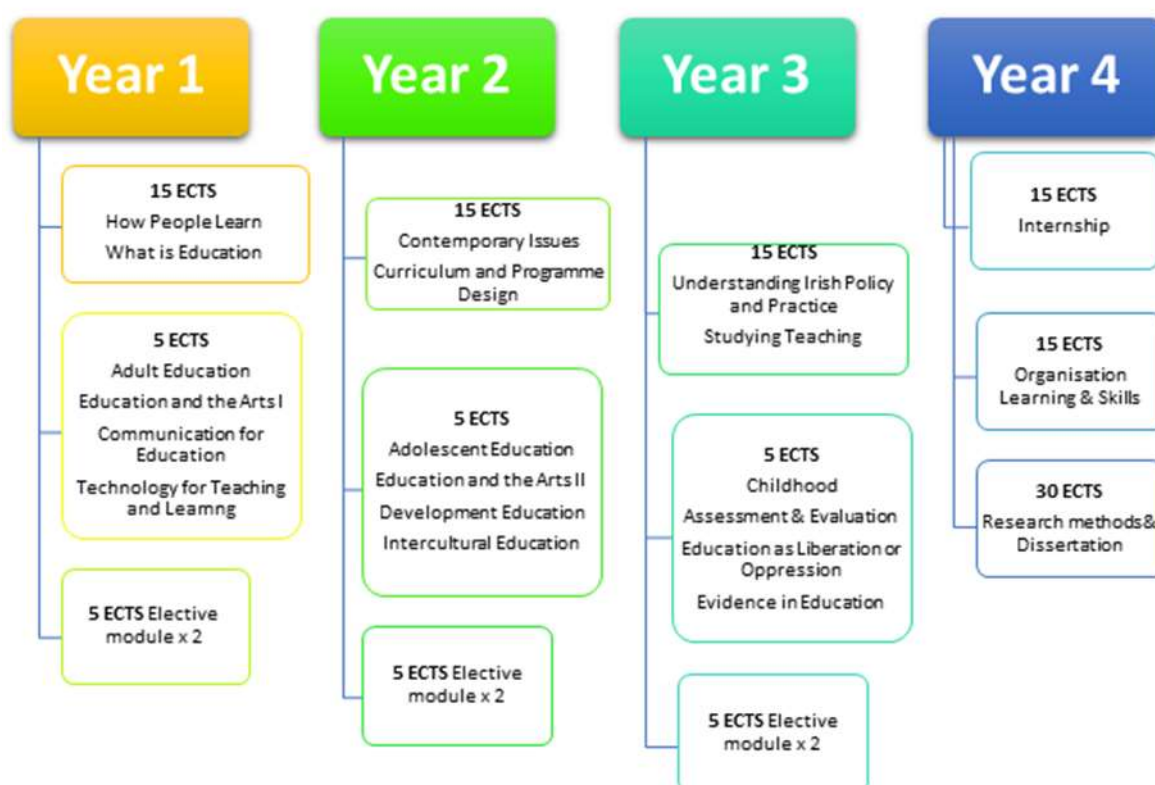 Year 1
15 ECTS
How People Learn
What is Education
5 ECTS
Adult Education
Education and the Arts I
Communication for
Education
Technology for Teaching
and Learnng
5 ECTS Elective
module x 2
Year 2
15 ECTS
Contemporary Issues
Curriculum and Programme
Design
5 ECTS
Adolescent Education
Education and the Arts II
Development Education
Intercultural Education
5 ECTS Elective
module x 2
Year 3
15 ECTS
Understanding Irish Policy
and Practice
Studying Teaching
5 ECTS
Childhood
Assessment & Evaluation
Education as Liberation or
Oppression
Evidence in Education
5 ECTS Elective
module x 2
Year 4
15 ECTS
Internship
15 ECTS
Organisation
Learning & Skills
30 ECTS
Research methods&
Dissertation